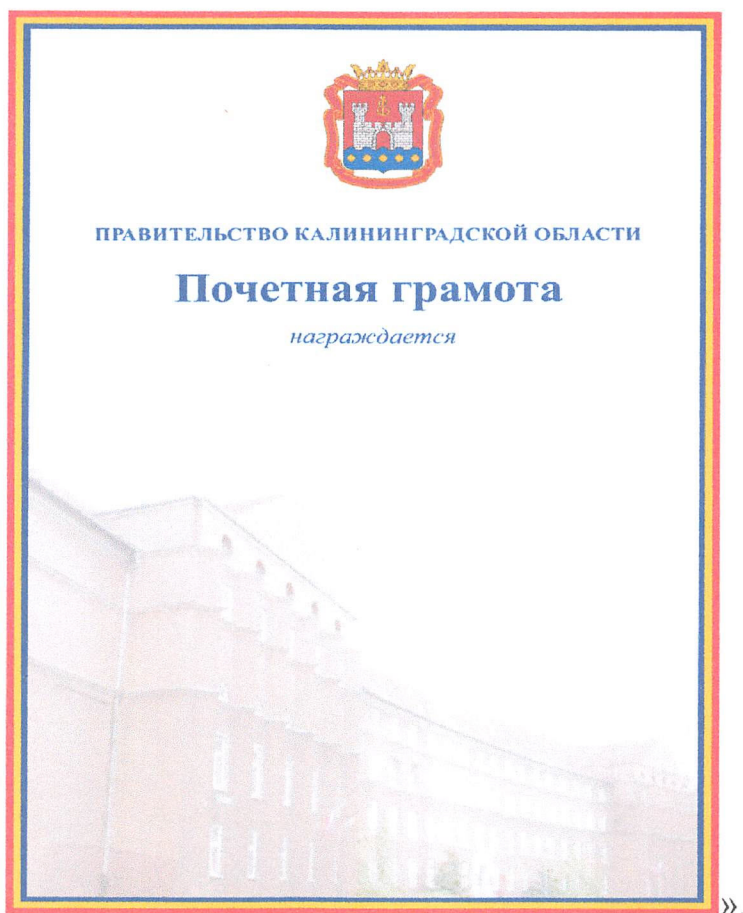 ПРАВИТЕЛЬСТВО КАЛИНИНГРАДСКОЙ ОБЛАСТИ
Почетная грамота
награждается
»